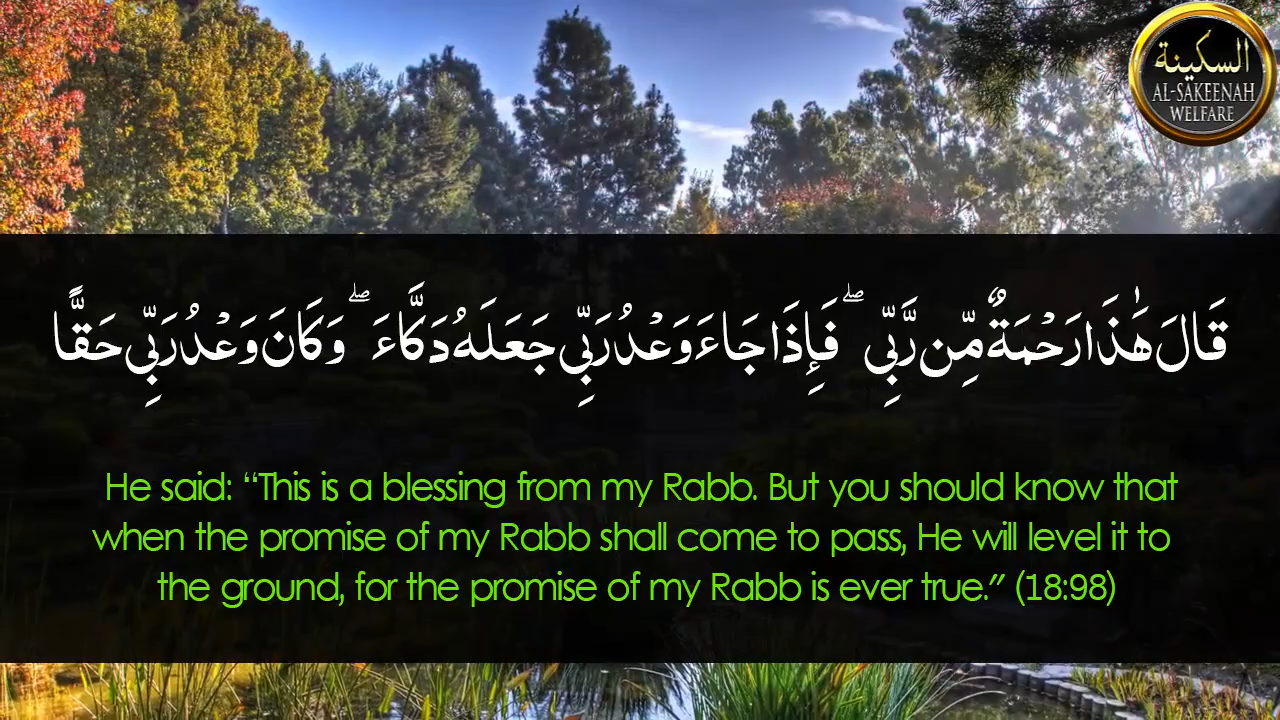 السكينة
AL-SAKEENAH
WELFARE
قَالَ هَٰذَا رَحْمَةٌ مِّن رَّبِّي ۖ فَإِذَا جَاءَ وَعْدُ رَبِّي جَعَلَهُ دَكَّاءَ ۖ وَكَانَ وَعْدُ رَبِّي حَقًّا
He said: “This is a blessing from my Rabb. But you should know that
when the promise of my Rabb shall come to pass, He will level it to
the ground, for the promise of my Rabb is ever true.” (18:98)